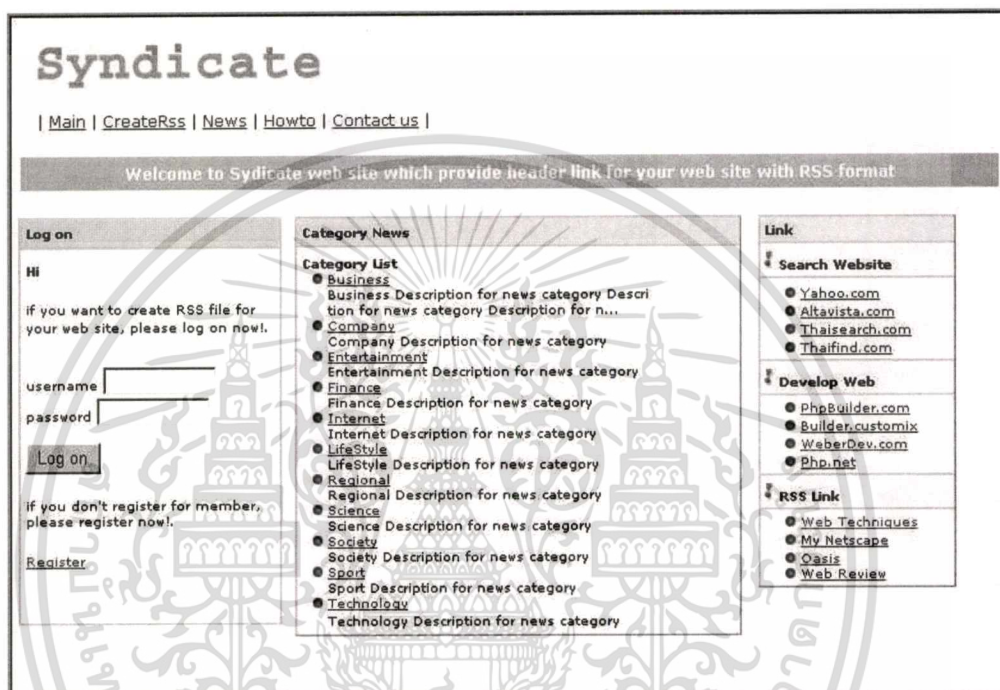 Syndicate
| Main | CreateRss | News | Howto | Contact us |
Welcome to Sydicate web site which provide header link for your web site with RSS format
Log on
Hi
if you want to create RSS file for
your web site, please log on now!.
username
password
Log on
if you don't register for member,
please register now!.
Register
Category News
Category List
Business
Business Description for news category Descri
tion for news category Description for n...
Company
Company Description for news category
Entertainment
Entertainment Description for news category
Finance
Finance Description for news category
Internet
Internet Description for news category
LifeStyle
LifeStyle Description for news category
Regional
Regional Description for news category
Science
Science Description for news category
Society
Society Description for news category
Sport
Sport Description for news category
Technology
Technology Description for news category
Link
Search Website
Yahoo.com
Altavista.com
Thaisearch.com
Thaifind.com
Develop Web
PhpBuilder.com
Builder.customix
WeberDev.com
Php.net
RSS Link
Web Techniques
My Netscape
Oasis
Web Review